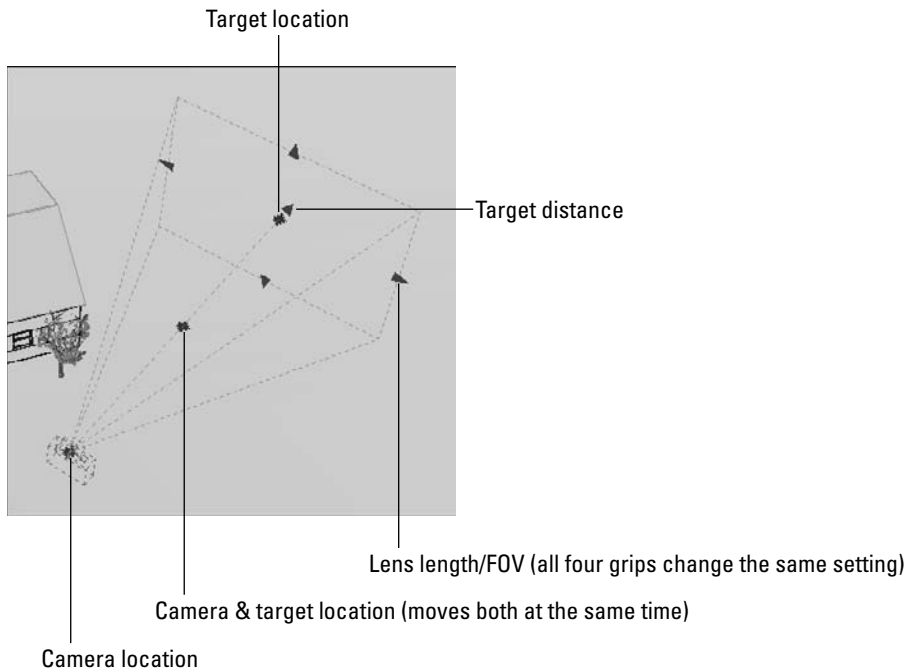 Target location
Target distance
Lens length/FOV (all four grips change the same setting)
Camera & target location (moves both at the same time)
Camera location